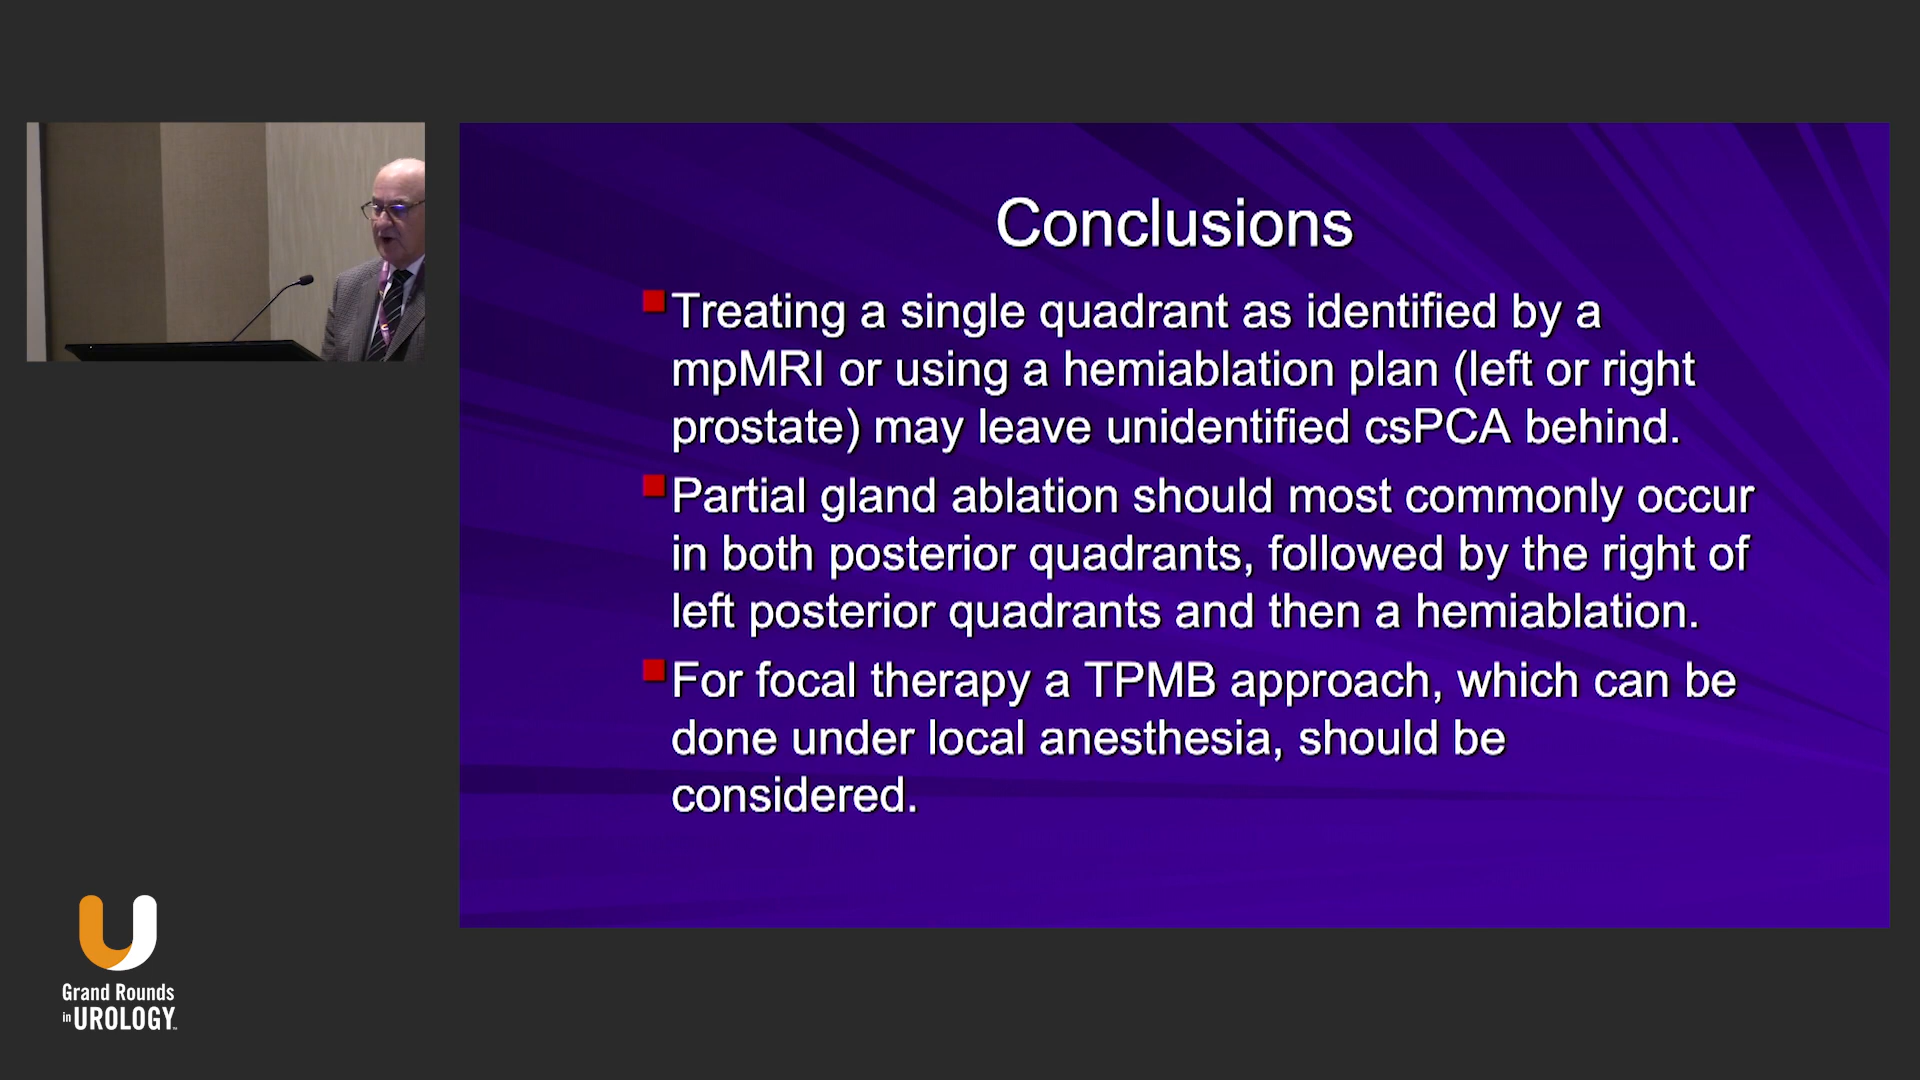 Conclusions
Treating a single quadrant as identified by a
mpMRI or using a hemiablation plan (left or right
prostate) may leave unidentified csPCA behind.
Partial gland ablation should most commonly occur
in both posterior quadrants, followed by the right of
left posterior quadrants and then a hemiablation.
For focal therapy a TPMB approach, which can be
done under local anesthesia, should be
considered.
U
Grand Rounds
in UROLOGY™